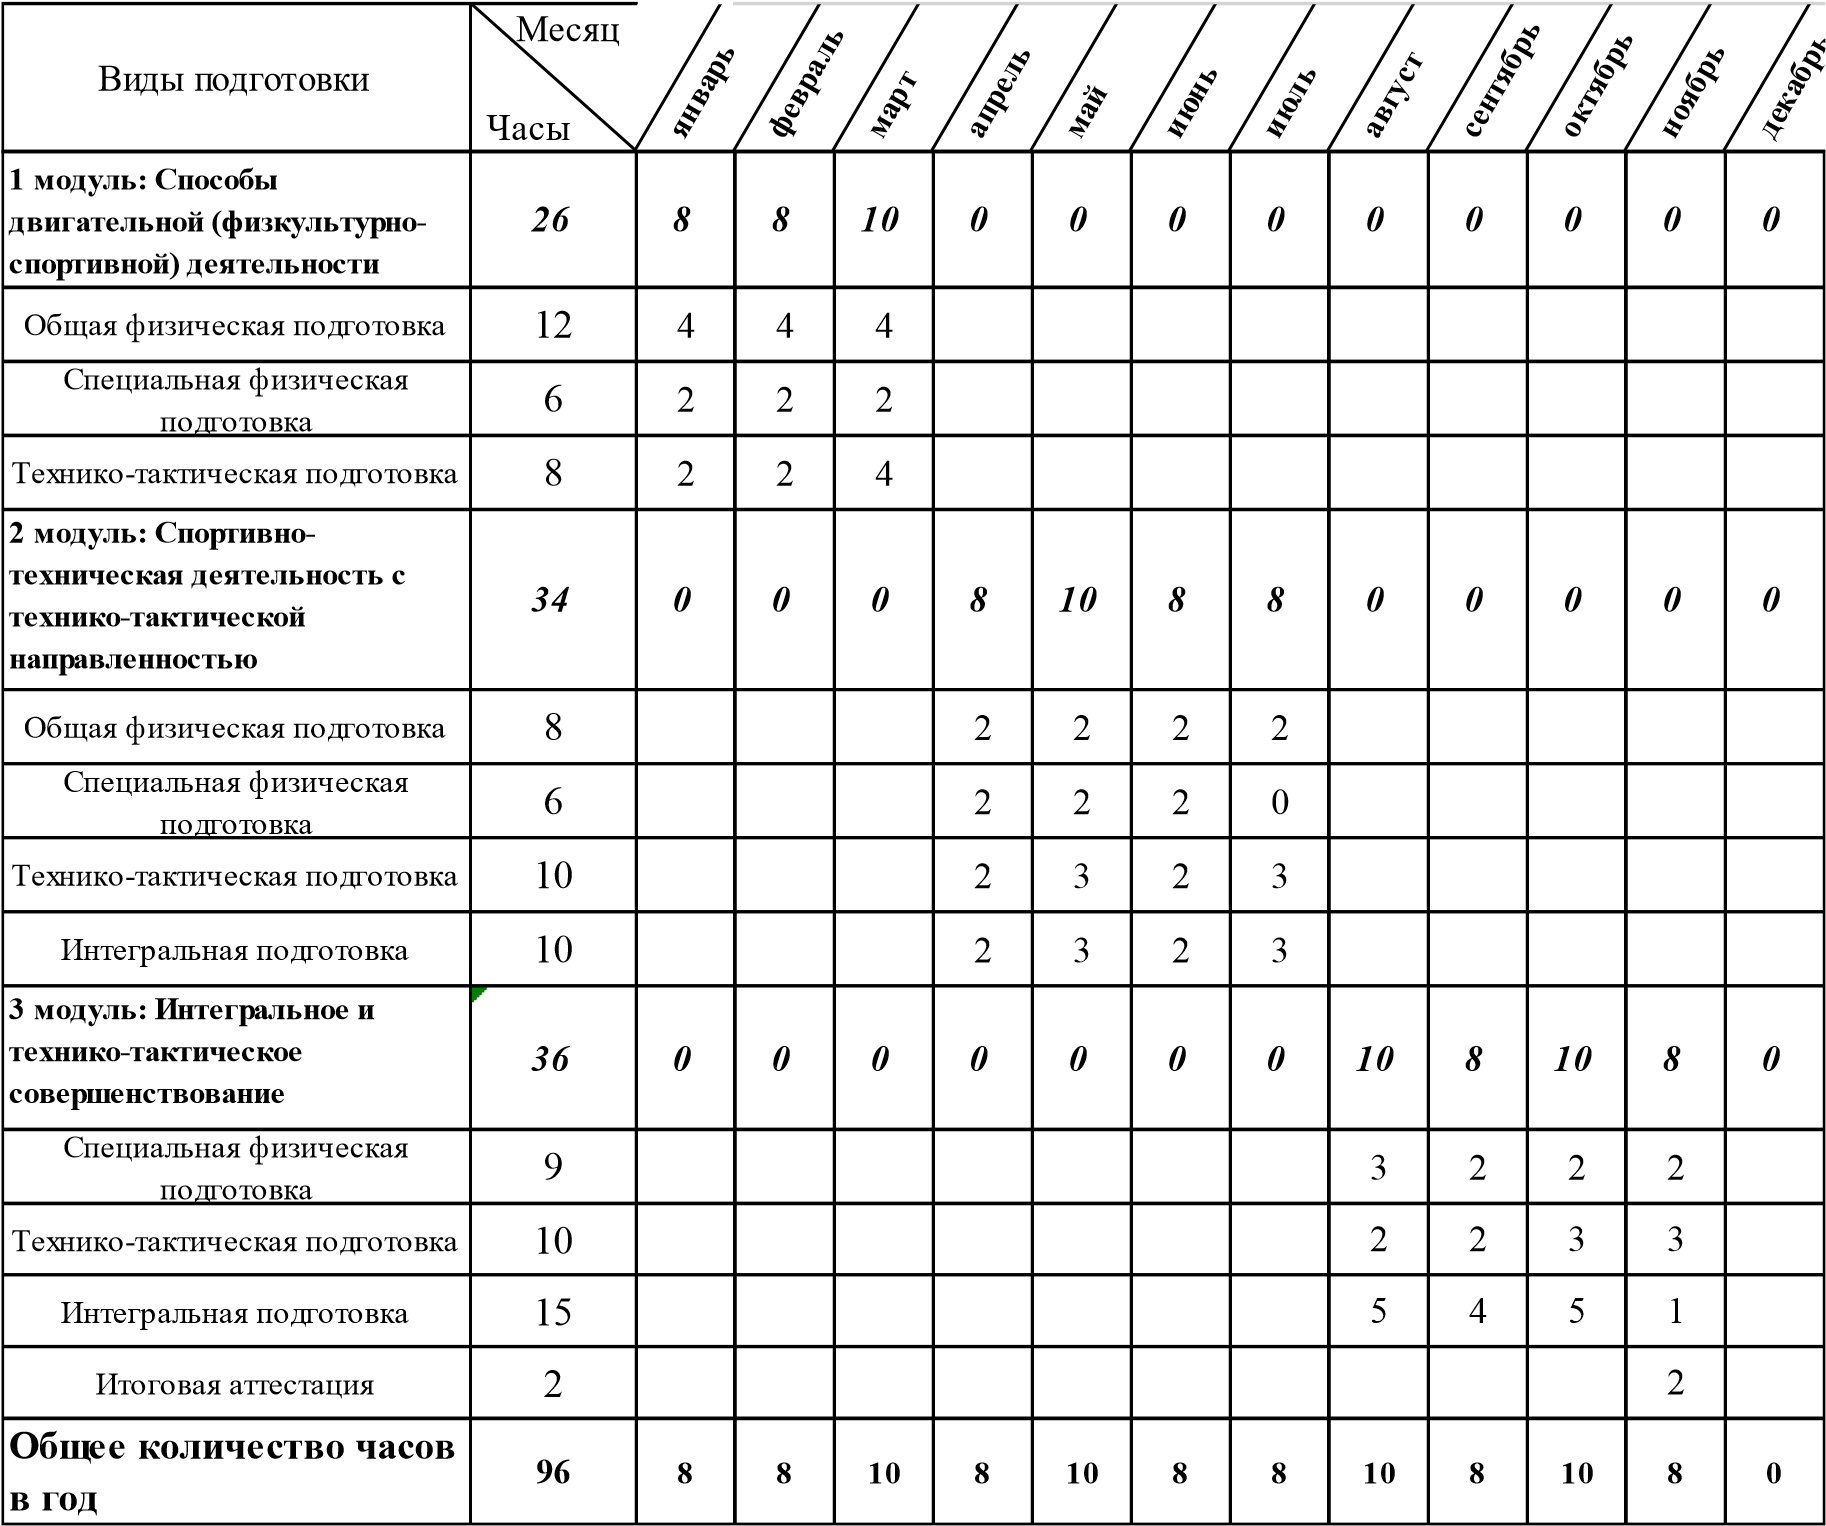 Месяц
Виды подготовки
Часы
январь февраль март апрель май июнь июль август сентябрь октябрь ноябрь декабрь
1 модуль: Способы
двигательной (физкультурно-
спортивной) деятельности
26 8 8 10 0 0 0 0 0 0 0 0 0
Общая физическая подготовка 12 4 4 4
Специальная физическая
подготовка
6 2 2 2
Технико-тактическая подготовка 8 2 2 4
2 модуль: Спортивно-
техническая деятельность с
технико-тактической
направленностью
34 0 0 0 8 10 8 8 0 0 0 0 0
Общая физическая подготовка 8 2 2 2 2
Специальная физическая
подготовка
6 2 2 2 0
Технико-тактическая подготовка 10 2 3 2 3
Интегральная подготовка 10 2 3 2 3
3 модуль: Интегральное и
технико-тактическое
совершенствование
36 0 0 0 0 0 0 0 10 8 10 8 0
Специальная физическая
подготовка
9 3 2 2 2
Технико-тактическая подготовка 10 2 2 3 3
Интегральная подготовка 15 5 4 5 1
Итоговая аттестация 2 2
Общее количество часов
в год
96 8 8 10 8 10 8 8 10 8 10 8 0